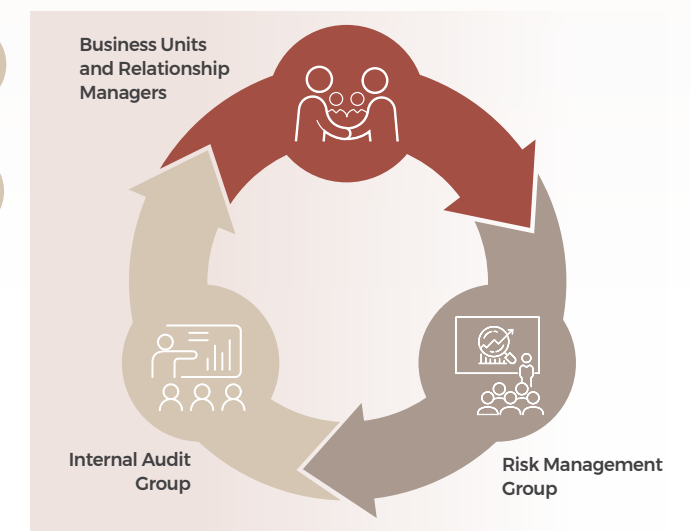 Business Units
and Relationship
Managers
Internal Audit
Group
Risk Management
Group